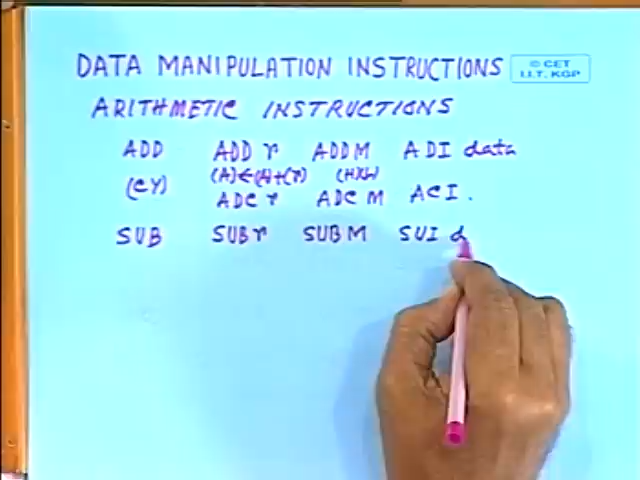 DATA MANIPULATION INSTRUCTIONS
© CET
I.I.T. KGP
ARITHMETIC INSTRUCTIONS
ADD ADD r ADD M ADI data
(CY) (A)←(A)+(r) (H)(L)
ADC r ADC M ACI.
SUB SUB r SUB M SUI d